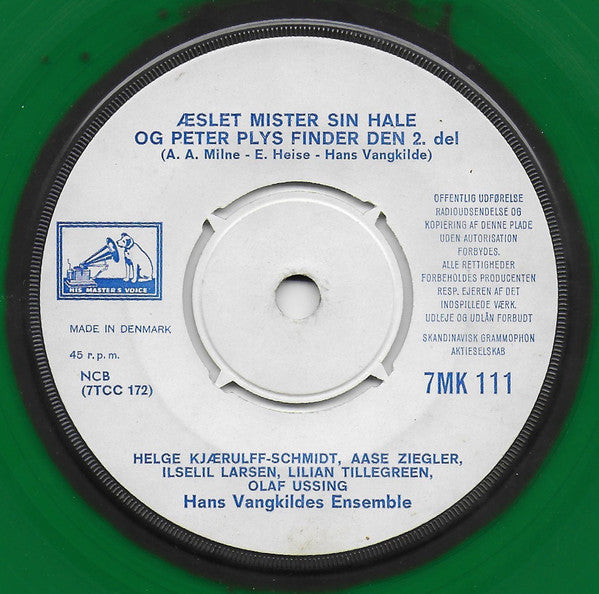 ÆSLET MISTER SIN HALE
OG PETER PLYS FINDER DEN 2. del
(A. A. Milne - E. Heise - Hans Vangkilde)
HIS MASTER'S VOICE
MADE IN DENMARK
45 r.p.m.
NCB
(7TCC 172)
OFFENTLIG UDFØRELSE
RADIOUDSENDELSE OG
KOPIERING AF DENNE PLADE
UDEN AUTORISATION
FORBYDES.
ALLE RETTIGHEDER
FORBEHOLDES PRODUCENTEN
RESP. EJEREN AF DET
INDSPILLEDE VÆRK.
UDLEJE OG UDLÅN FORBUDT
SKANDINAVISK GRAMMOPHON
AKTIESELSKAB
7MK 111
HELGE KJÆRULFF-SCHMIDT, AASE ZIEGLER,
ILSELIL LARSEN, LILIAN TILLEGREEN,
OLAF USSING
Hans Vangkildes Ensemble